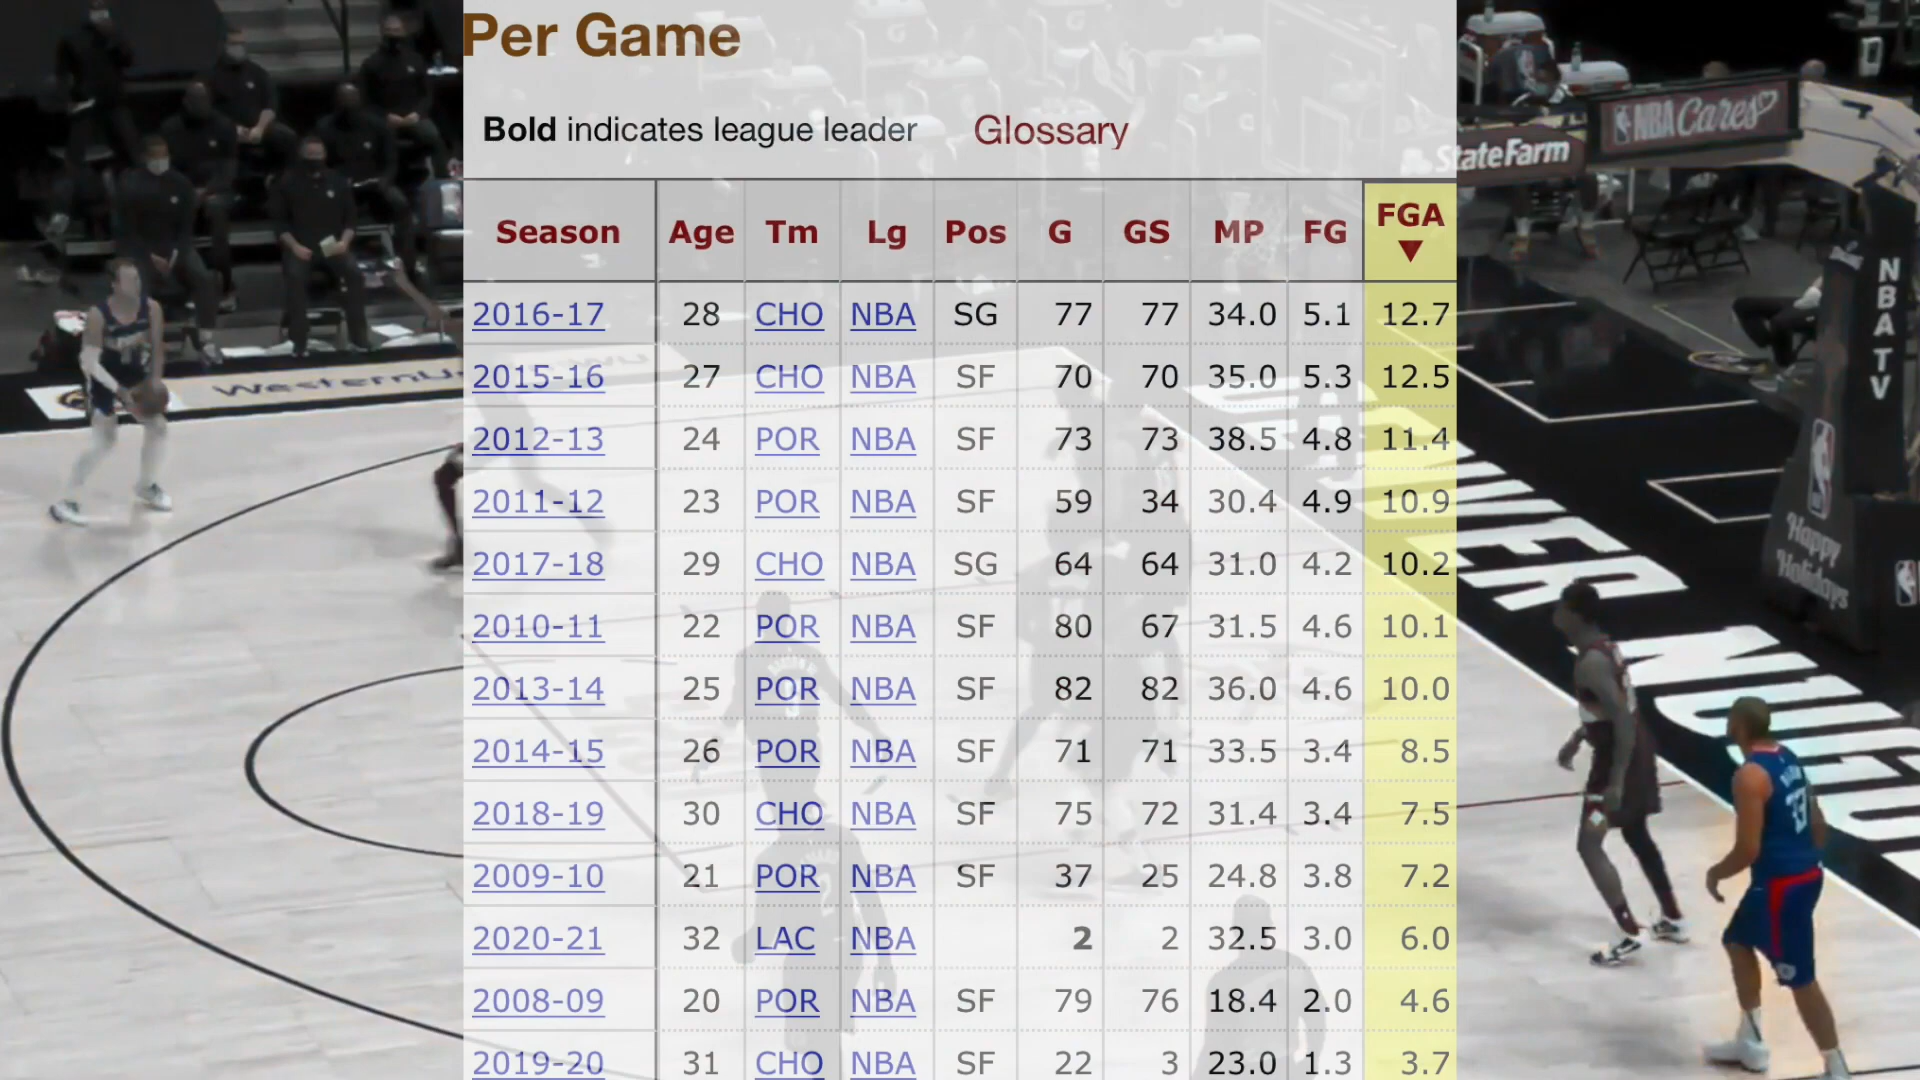 Per Game
Bold indicates league leader Glossary
Season Age Tm Lg Pos G GS MP FG FGA ▼
2016-17 28 CHO NBA SG 77 77 34.0 5.1 12.7
2015-16 27 CHO NBA SF 70 70 35.0 5.3 12.5
2012-13 24 POR NBA SF 73 73 38.5 4.8 11.4
2011-12 23 POR NBA SF 59 34 30.4 4.9 10.9
2017-18 29 CHO NBA SG 64 64 31.0 4.2 10.2
2010-11 22 POR NBA SF 80 67 31.5 4.6 10.1
2013-14 25 POR NBA SF 82 82 36.0 4.6 10.0
2014-15 26 POR NBA SF 71 71 33.5 3.4 8.5
2018-19 30 CHO NBA SF 75 72 31.4 3.4 7.5
2009-10 21 POR NBA SF 37 25 24.8 3.8 7.2
2020-21 32 LAC NBA 2 2 32.5 3.0 6.0
2008-09 20 POR NBA SF 79 76 18.4 2.0 4.6
2019-20 31 CHO NBA SF 22 3 23.0 1.3 3.7
NBA Cares
StateFarm
NBA TV
Happy
Holidays